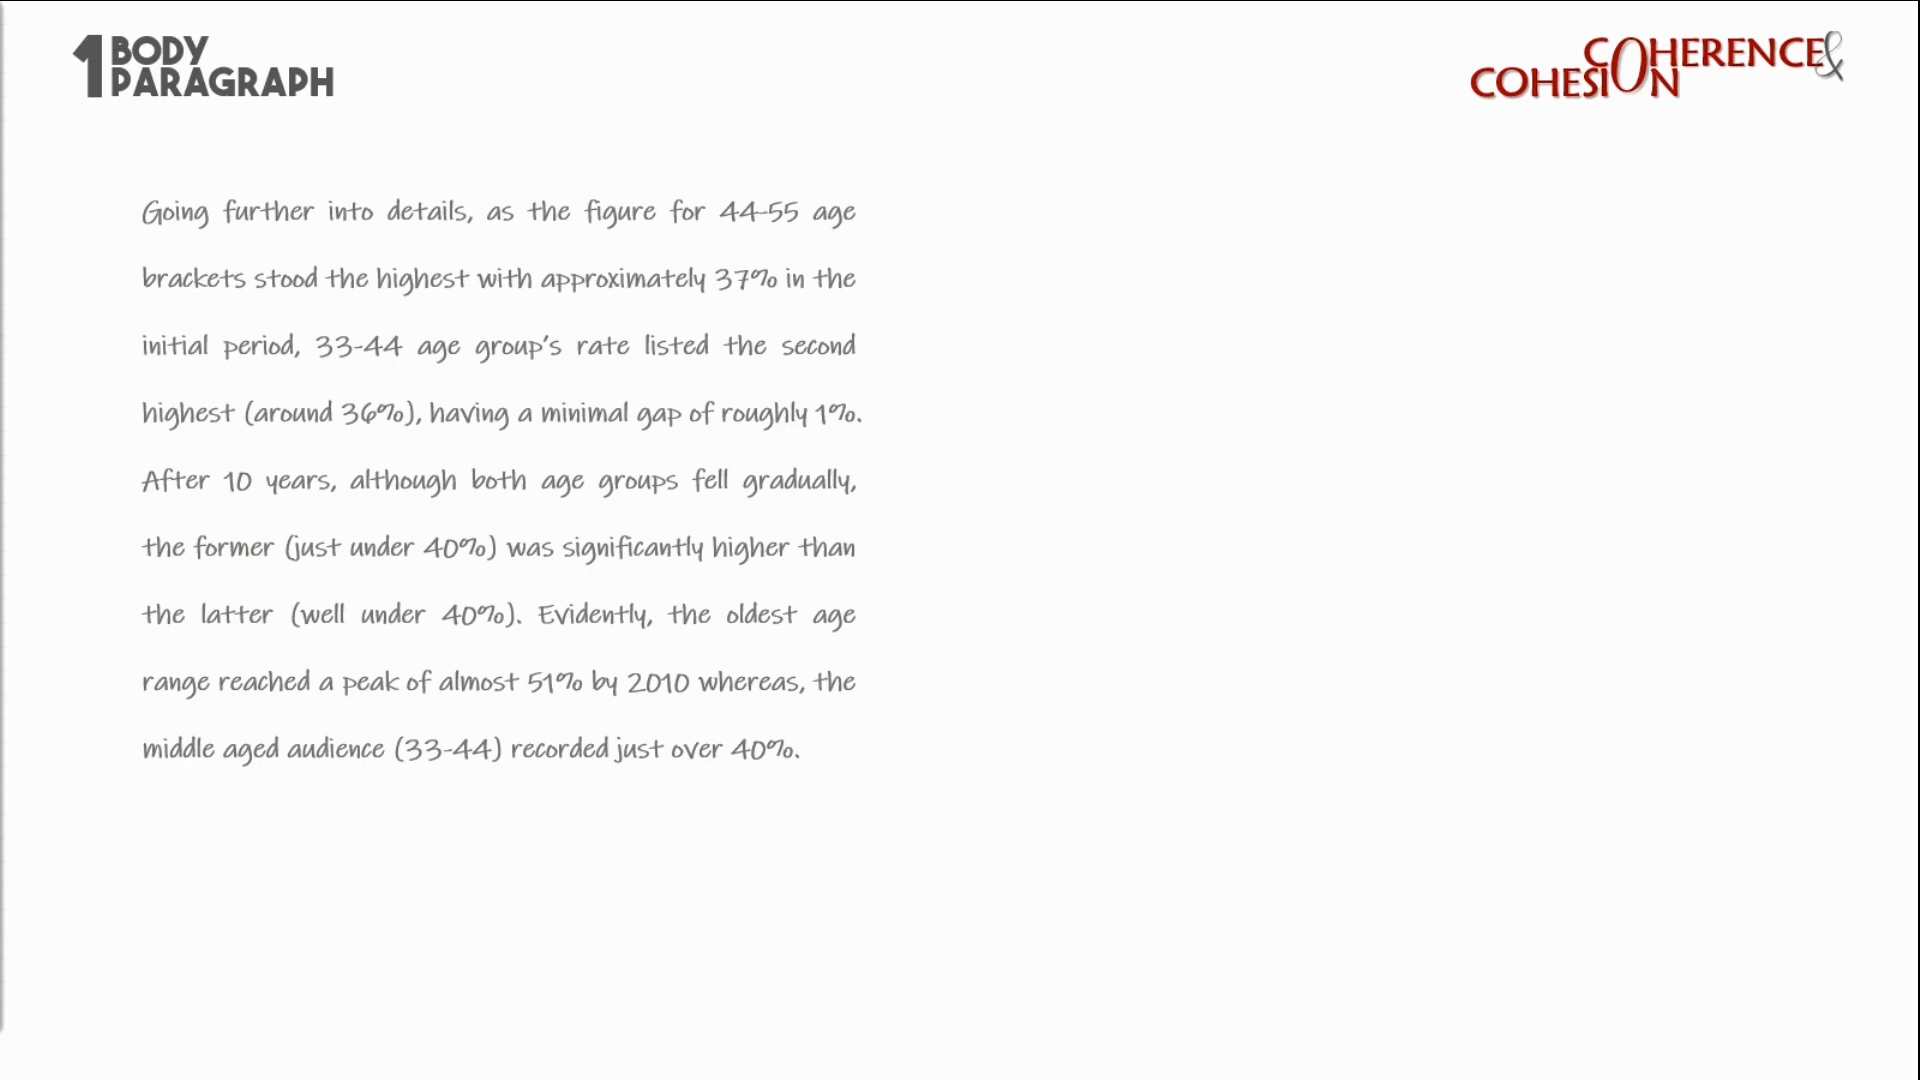 1 BODY
PARAGRAPH
COHERENCE &
COHESION
Going further into details, as the figure for 44-55 age
brackets stood the highest with approximately 37% in the
initial period, 33-44 age group's rate listed the second
highest (around 36%), having a minimal gap of roughly 1%.
After 10 years, although both age groups fell gradually,
the former (just under 40%) was significantly higher than
the latter (well under 40%). Evidently, the oldest age
range reached a peak of almost 51% by 2010 whereas, the
middle aged audience (33-44) recorded just over 40%.